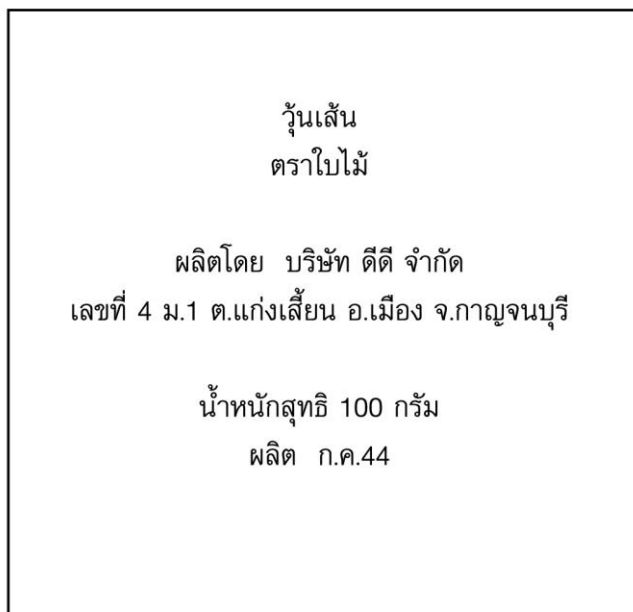 วุ้นเส้น
ตราใบไม้
ผลิตโดย บริษัท ดีดี จำกัด
เลขที่ 4 ม.1 ต.แก่งเสี้ยน อ.เมือง จ.กาญจนบุรี
น้ำหนักสุทธิ 100 กรัม
ผลิต ก.ค.44